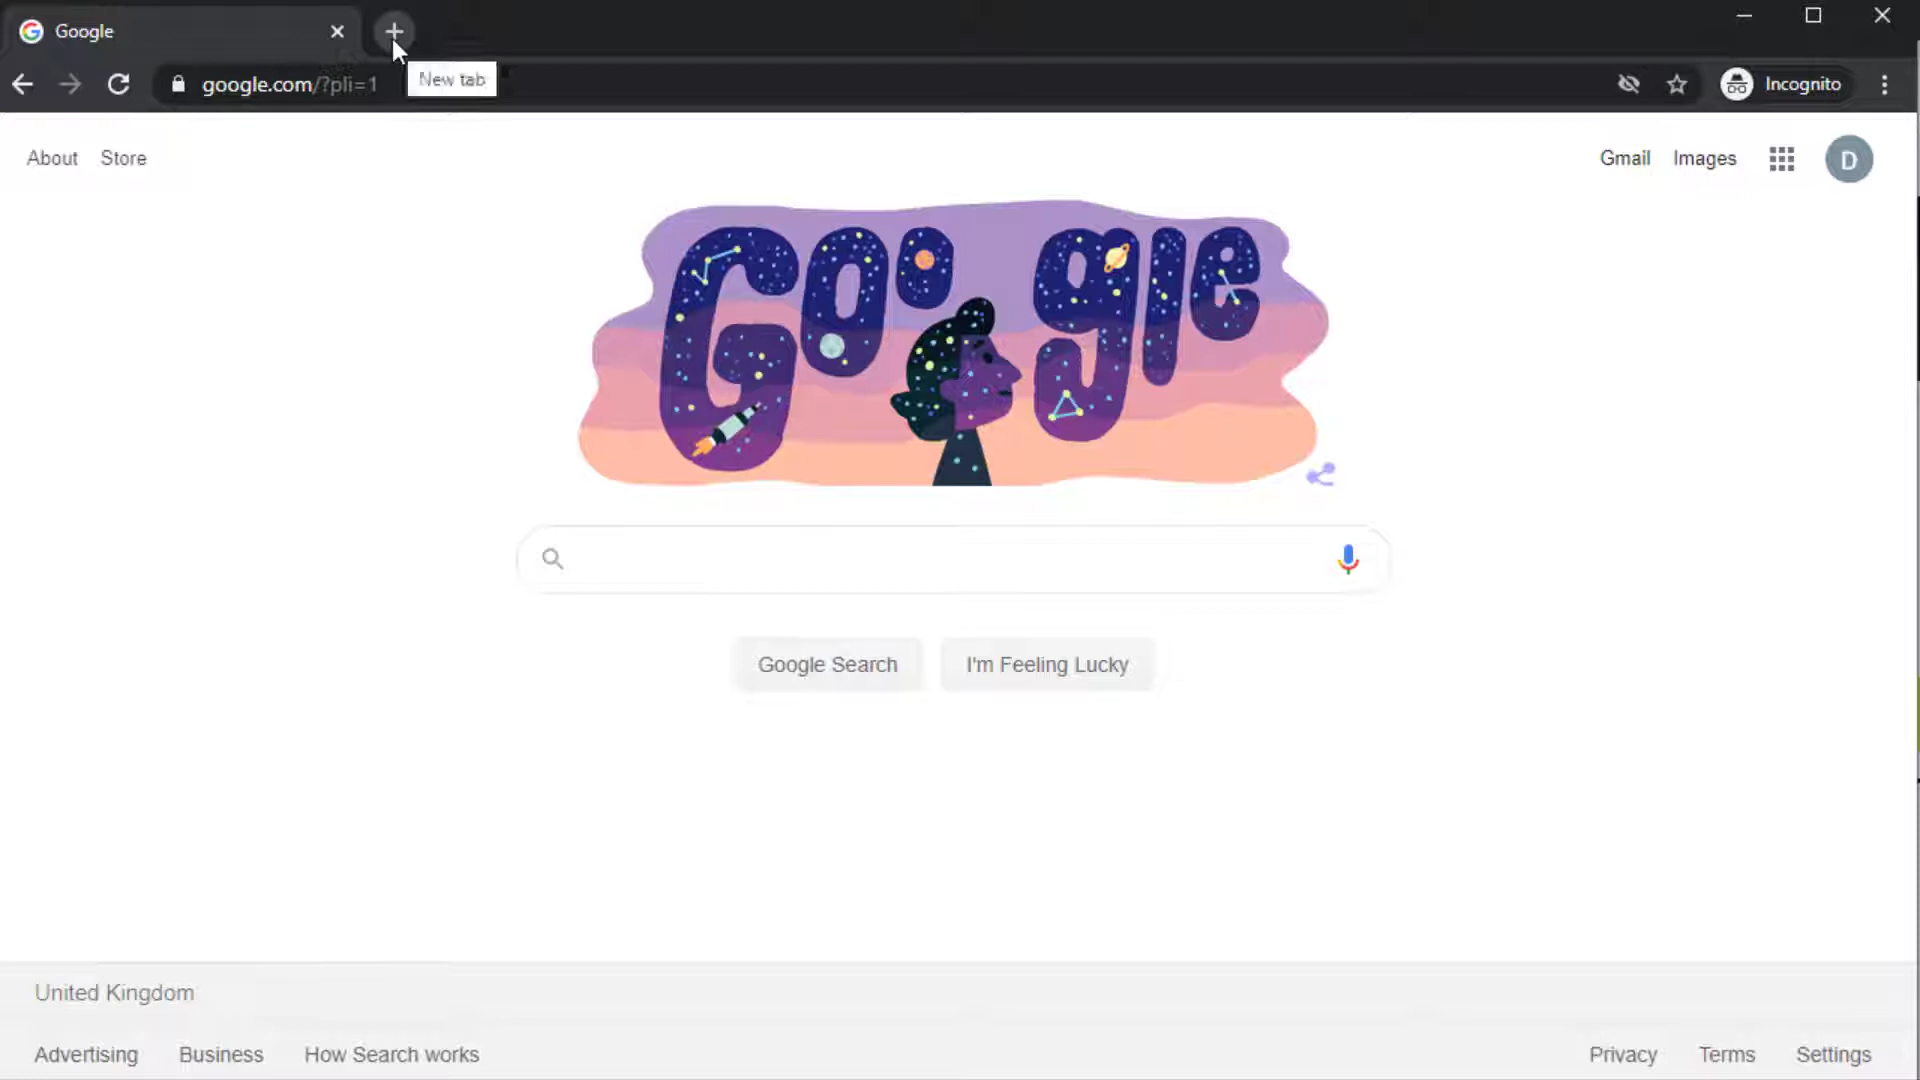 Google
google.com/?pli=1
New tab
Incognito
About Store
Gmail Images
D
Google
Google Search
I'm Feeling Lucky
United Kingdom
Advertising Business How Search works
Privacy Terms Settings